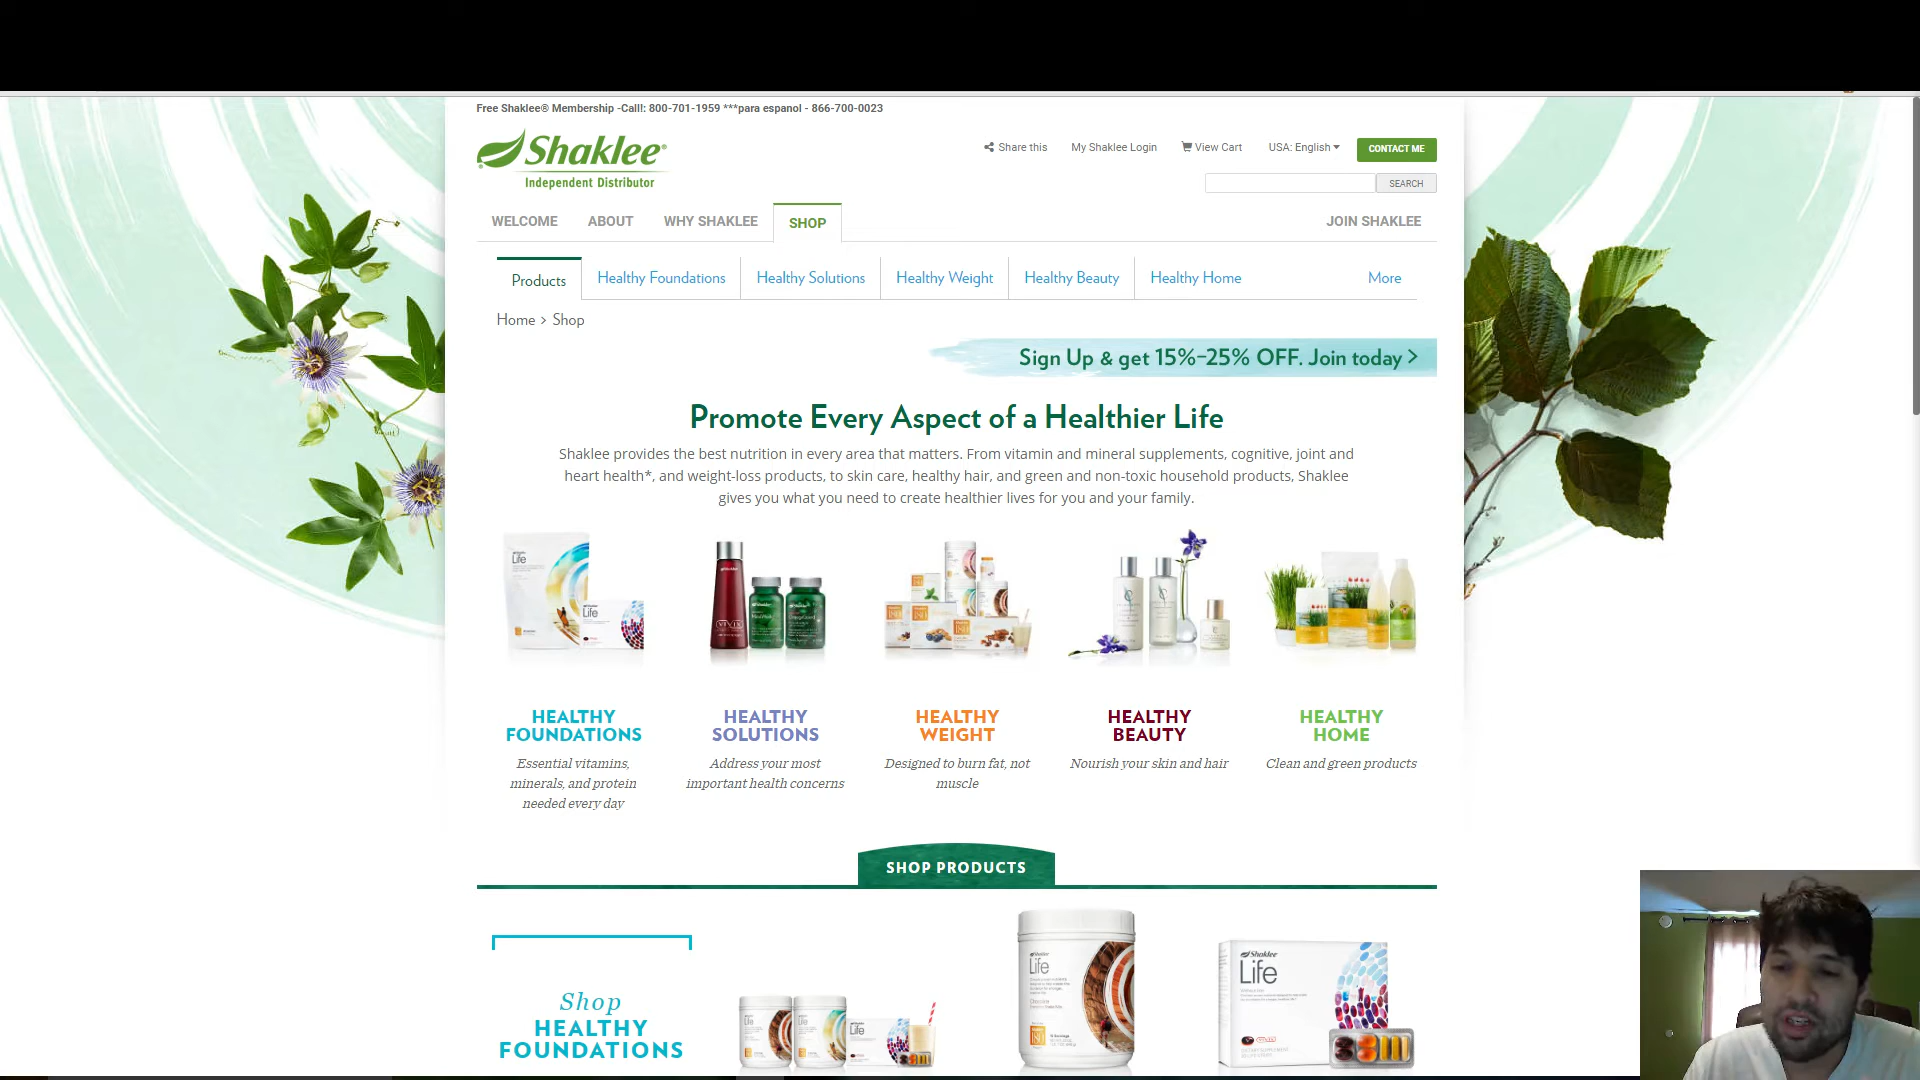 Free Shaklee® Membership -Call!: 800-701-1959 ***para espanol - 866-700-0023
Shaklee®
Independent Distributor
Share this
My Shaklee Login
View Cart
USA: English
CONTACT ME
SEARCH
WELCOME
ABOUT
WHY SHAKLEE
SHOP
JOIN SHAKLEE
Products
Healthy Foundations
Healthy Solutions
Healthy Weight
Healthy Beauty
Healthy Home
More
Home > Shop
Sign Up & get 15%-25% OFF. Join today >
Promote Every Aspect of a Healthier Life
Shaklee provides the best nutrition in every area that matters. From vitamin and mineral supplements, cognitive, joint and
heart health*, and weight-loss products, to skin care, healthy hair, and green and non-toxic household products, Shaklee
gives you what you need to create healthier lives for you and your family.
Life
Life
VIVIX
HEALTHY
FOUNDATIONS
Essential vitamins,
minerals, and protein
needed every day
HEALTHY
SOLUTIONS
Address your most
important health concerns
HEALTHY
WEIGHT
Designed to burn fat, not
muscle
HEALTHY
BEAUTY
Nourish your skin and hair
HEALTHY
HOME
Clean and green products
SHOP PRODUCTS
Shop
HEALTHY
FOUNDATIONS
Life
Life
Life
Shaklee
Life
Shaklee
Life